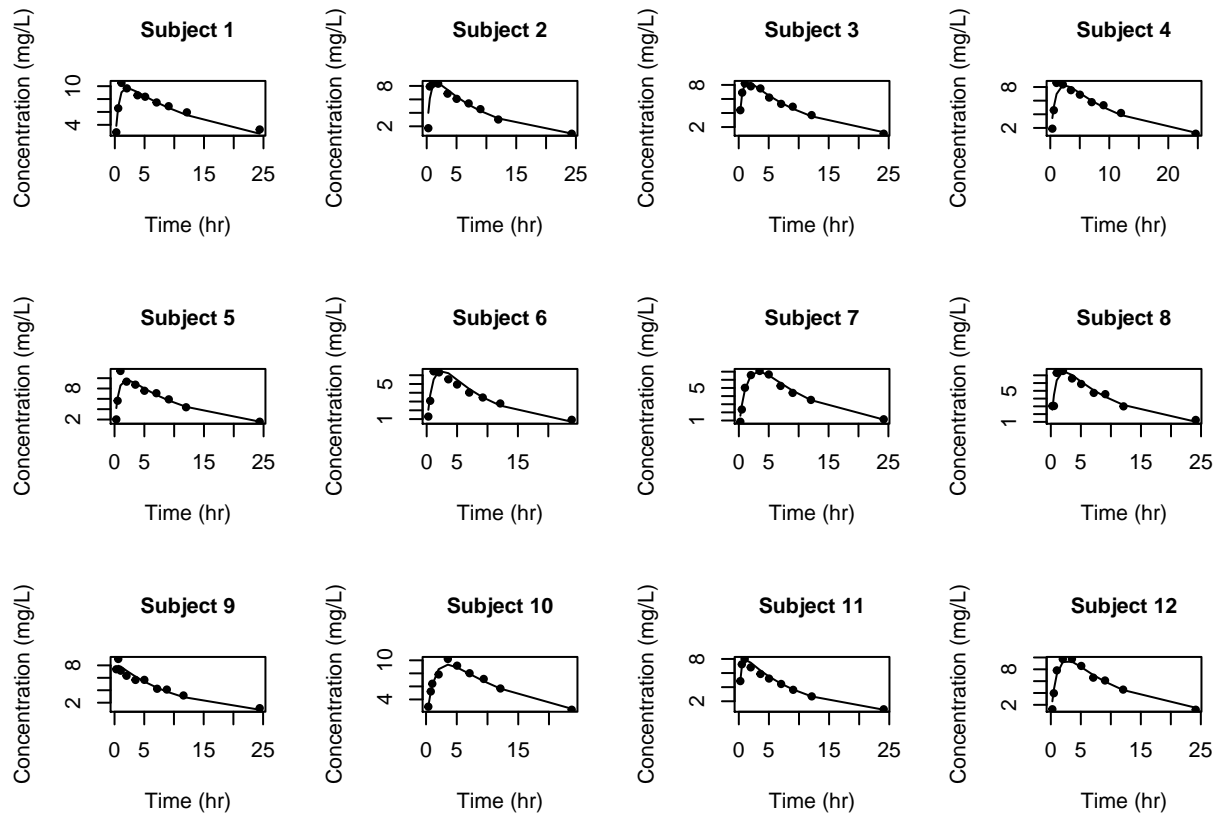 Subject 1
Concentration (mg/L)
4 10
0 5 15 25
Time (hr)
Subject 2
Concentration (mg/L)
2 8
0 5 15 25
Time (hr)
Subject 3
Concentration (mg/L)
2 8
0 5 15 25
Time (hr)
Subject 4
Concentration (mg/L)
2 8
0 10 20
Time (hr)
Subject 5
Concentration (mg/L)
2 8
0 5 15 25
Time (hr)
Subject 6
Concentration (mg/L)
1 5
0 5 15
Time (hr)
Subject 7
Concentration (mg/L)
1 5
0 5 15 25
Time (hr)
Subject 8
Concentration (mg/L)
1 5
0 5 15 25
Time (hr)
Subject 9
Concentration (mg/L)
2 8
0 5 15 25
Time (hr)
Subject 10
Concentration (mg/L)
4 10
0 5 15
Time (hr)
Subject 11
Concentration (mg/L)
2 8
0 5 15 25
Time (hr)
Subject 12
Concentration (mg/L)
2 8
0 5 15 25
Time (hr)